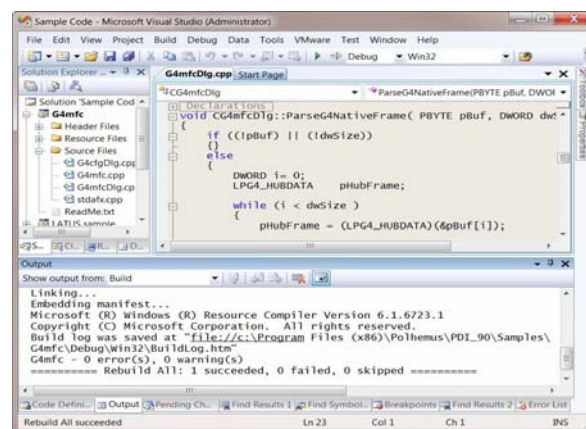 Sample Code - Microsoft Visual Studio (Administrator)
File Edit View Project Build Debug Data Tools VMware Test Window Help
Debug Win32
Solution Explorer
G4mfcDlg.cpp Start Page
CG4mfcDlg ParseG4NativeFrame(PBYTE pBuf, DWOI
Solution 'Sample Cod
G4mfc
Header Files
Resource Files
Source Files
G4cfgDlg.cpp
G4mfc.cpp
G4mfcDlg.cp
stdafx.cpp
ReadMe.txt
LATUS sample
Declarations
void CG4mfcDlg::ParseG4NativeFrame( PBYTE pBuf, DWORD dwS
{
if ((!pBuf) || (!dwSize))
{}
else
{
DWORD i= 0;
LPG4_HUBDATA pHubFrame;
while (i < dwSize )
{
pHubFrame = (LPG4_HUBDATA)(&pBuf[i]);
Toolbox Properties
Output
Show output from: Build
Linking...
Embedding manifest...
Microsoft (R) Windows (R) Resource Compiler Version 6.1.6723.1
Copyright (C) Microsoft Corporation. All rights reserved.
Build log was saved at "file://c:\Program Files (x86)\Polhemus\PDI_90\Samples\
G4mfc\Debug\Win32\BuildLog.htm"
G4mfc - 0 error(s), 0 warning(s)
========== Rebuild All: 1 succeeded, 0 failed, 0 skipped ==========
Code Defini... Output Pending Ch... Find Results 1 Find Symbol... Breakpoints Find Results 2 Error List
Rebuild All succeeded Ln 23 Col 1 Ch 1 INS